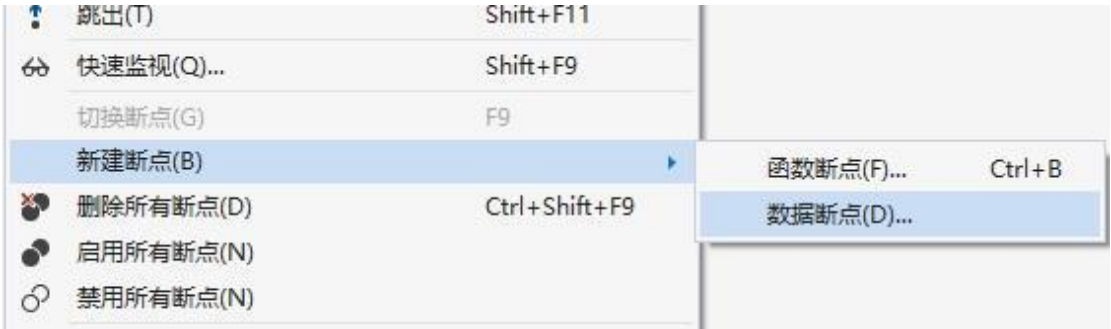 跳出(T) Shift+F11
快速监视(Q)... Shift+F9
切换断点(G) F9
新建断点(B)
函数断点(F)... Ctrl+B
数据断点(D)...
删除所有断点(D) Ctrl+Shift+F9
启用所有断点(N)
禁用所有断点(N)